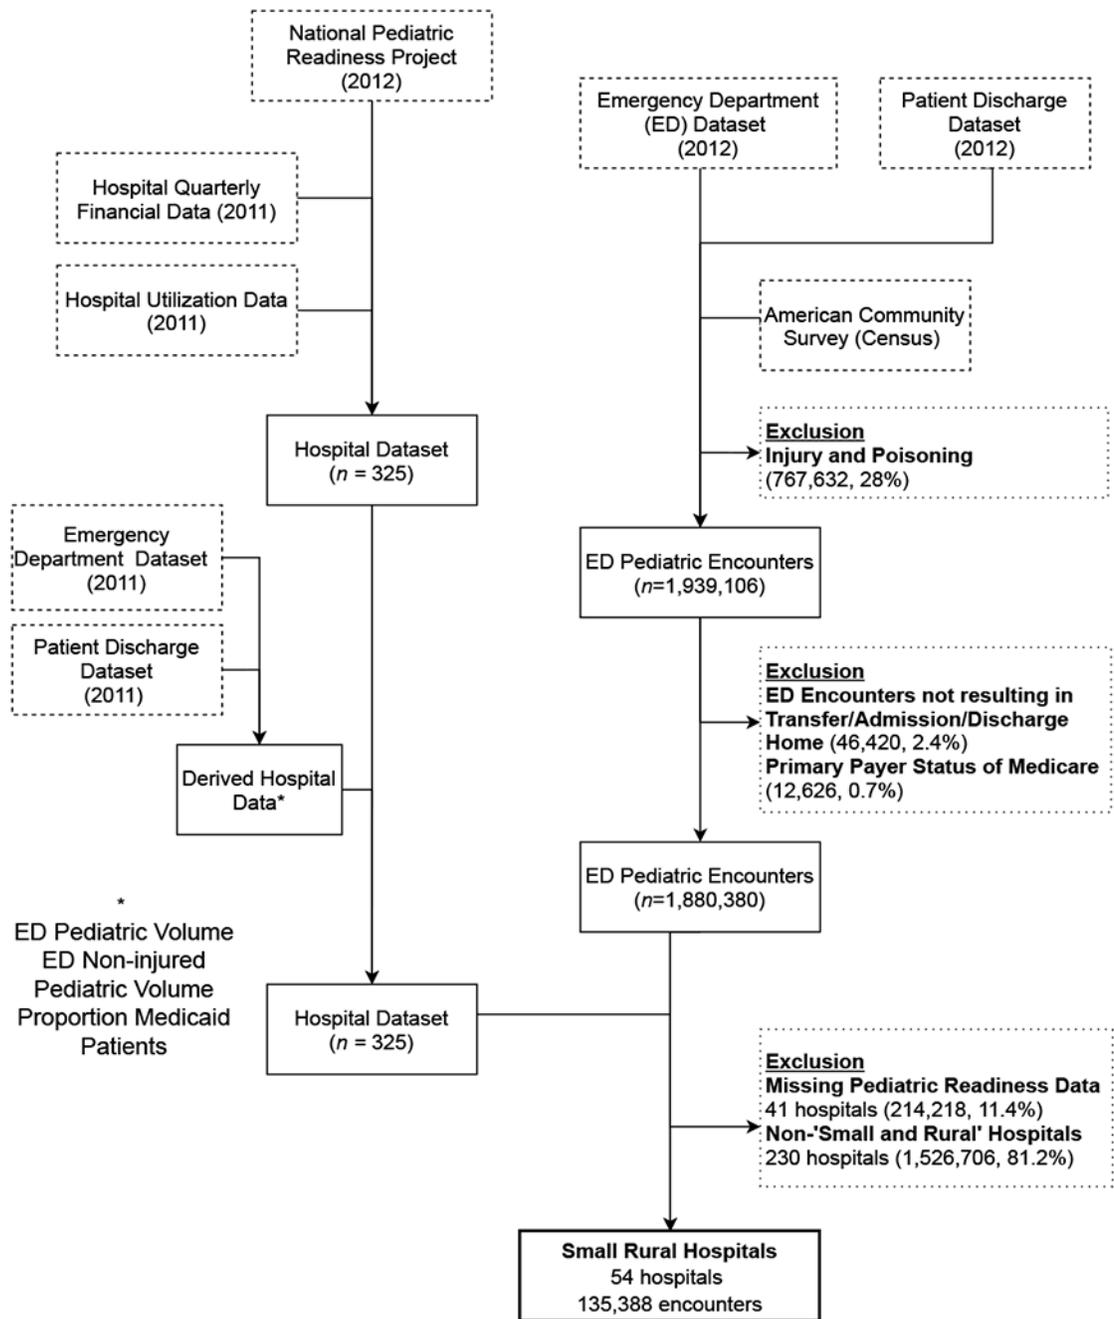 National Pediatric
Readiness Project
(2012)
Emergency Department
(ED) Dataset
(2012)
Patient Discharge
Dataset
(2012)
Hospital Quarterly
Financial Data (2011)
Hospital Utilization Data
(2011)
American Community
Survey (Census)
Hospital Dataset
(n = 325)
Exclusion
Injury and Poisoning
(767,632, 28%)
Emergency
Department Dataset
(2011)
ED Pediatric Encounters
(n=1,939,106)
Patient Discharge
Dataset
(2011)
Exclusion
ED Encounters not resulting in
Transfer/Admission/Discharge
Home (46,420, 2.4%)
Primary Payer Status of Medicare
(12,626, 0.7%)
Derived Hospital
Data*
ED Pediatric Encounters
(n=1,880,380)
*
ED Pediatric Volume
ED Non-injured
Pediatric Volume
Proportion Medicaid
Patients
Hospital Dataset
(n = 325)
Exclusion
Missing Pediatric Readiness Data
41 hospitals (214,218, 11.4%)
Non-'Small and Rural' Hospitals
230 hospitals (1,526,706, 81.2%)
Small Rural Hospitals
54 hospitals
135,388 encounters